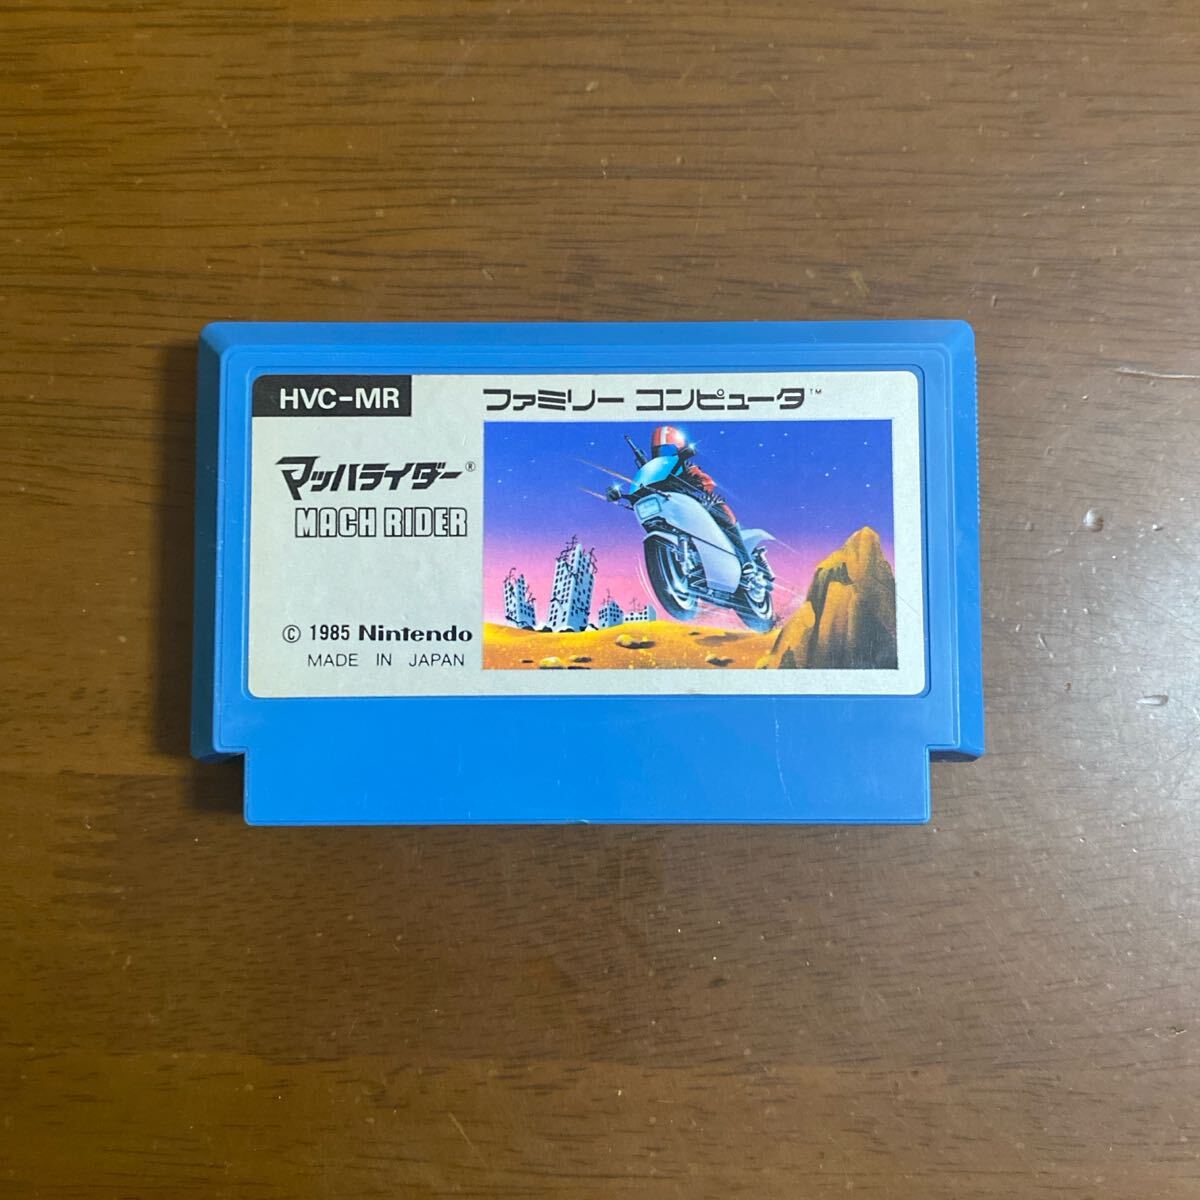 HVC-MR
ファミリー コンピュータ™
マッハライダー®
MACH RIDER
© 1985 Nintendo
MADE IN JAPAN